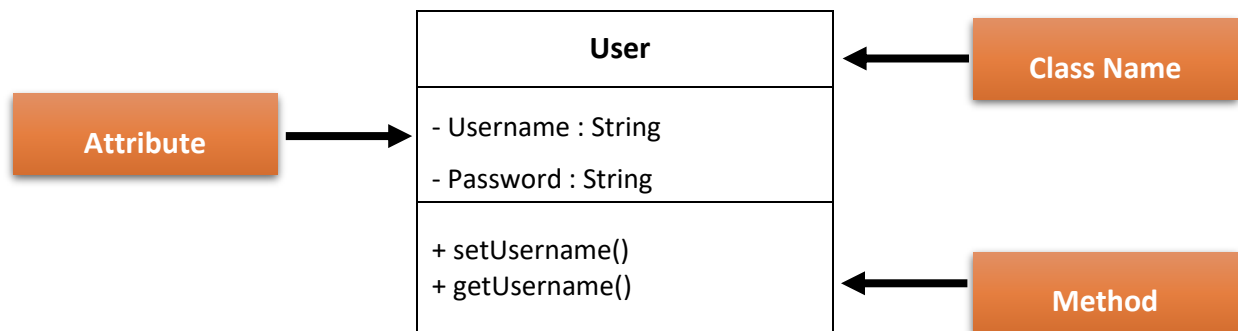 User
Class Name
Attribute
- Username : String
- Password : String
+ setUsername()
+ getUsername()
Method